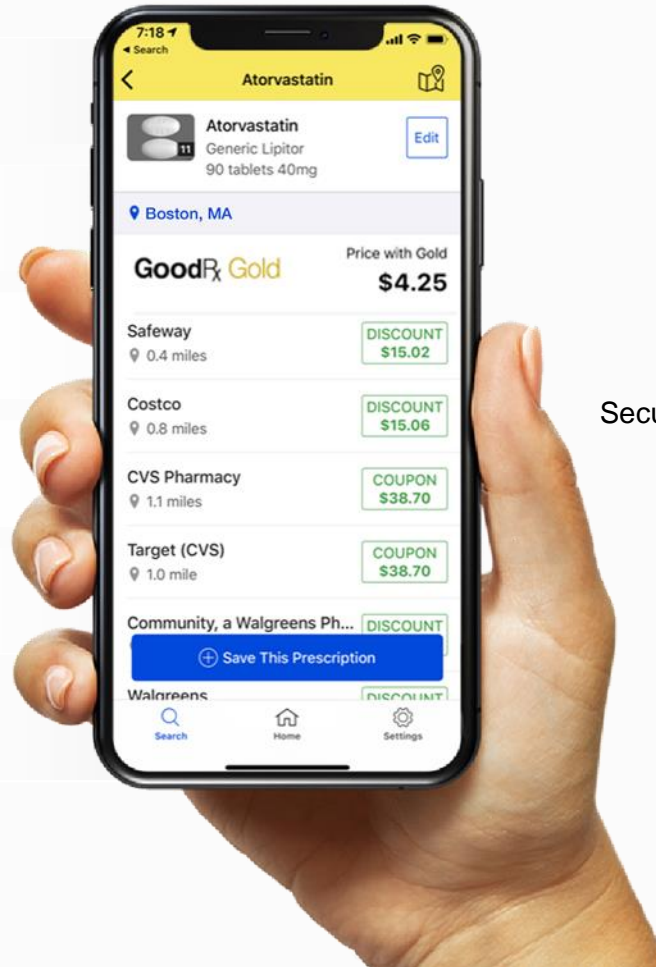 7:18
Search
Atorvastatin
Atorvastatin
Generic Lipitor
90 tablets 40mg
11
Edit
Boston, MA
GoodRx Gold
Price with Gold
$4.25
Safeway
0.4 miles
DISCOUNT
$15.02
Costco
0.8 miles
DISCOUNT
$15.06
CVS Pharmacy
1.1 miles
COUPON
$38.70
Target (CVS)
1.0 mile
COUPON
$38.70
Community, a Walgreens Ph...
DISCOUNT
Save This Prescription
Walgreens
DISCOUNT
Search
Home
Settings
Secu